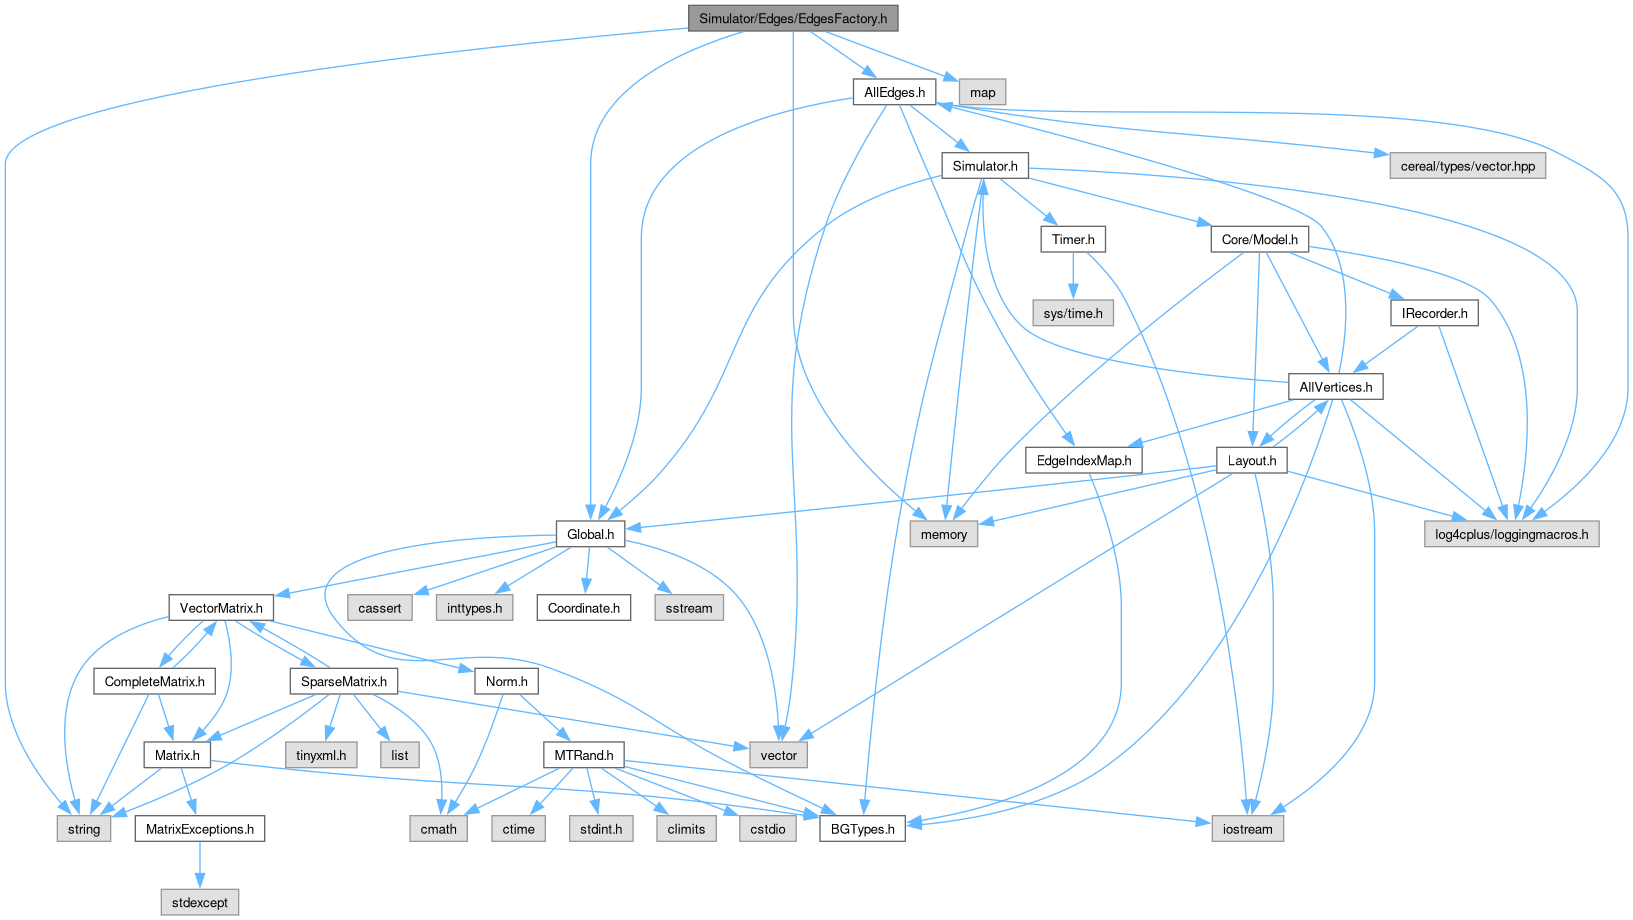 Simulator/Edges/EdgesFactory.h
AllEdges.h
map
Simulator.h
cereal/types/vector.hpp
Timer.h
Core/Model.h
sys/time.h
IRecorder.h
AllVertices.h
EdgeIndexMap.h
Layout.h
Global.h
memory
log4cplus/loggingmacros.h
VectorMatrix.h
cassert
inttypes.h
Coordinate.h
sstream
CompleteMatrix.h
SparseMatrix.h
Norm.h
Matrix.h
tinyxml.h
list
MTRand.h
vector
string
MatrixExceptions.h
cmath
ctime
stdint.h
climits
cstdio
BGTypes.h
iostream
stdexcept